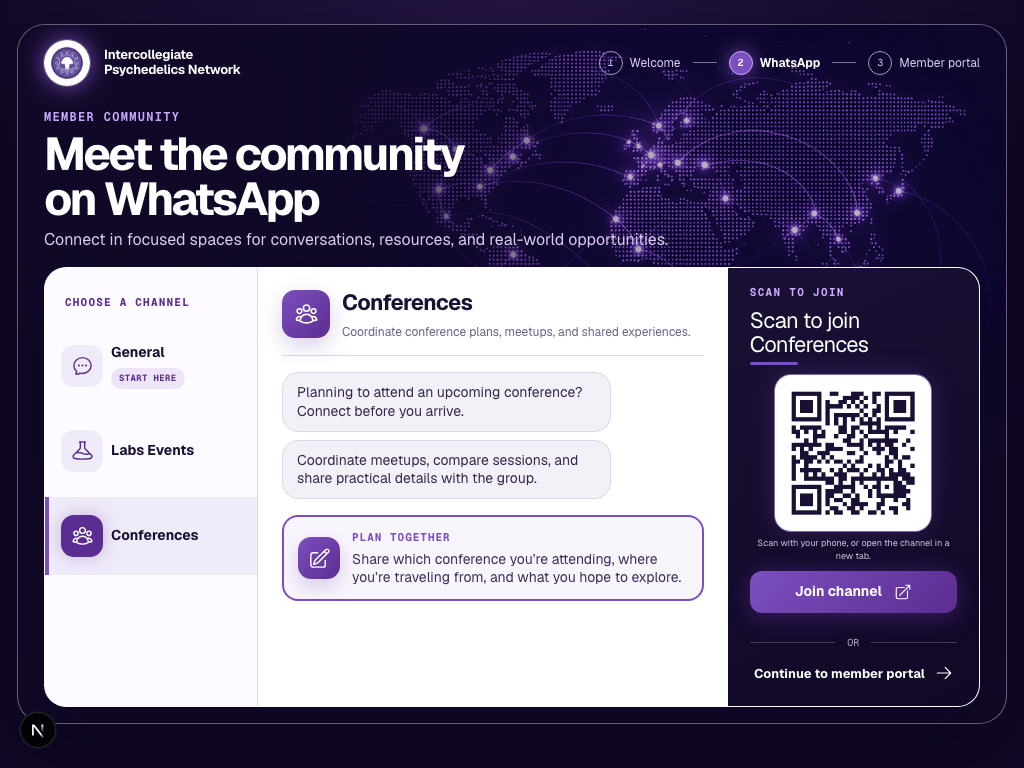 Intercollegiate
Psychedelics Network
1 Welcome
2 WhatsApp
3 Member portal
MEMBER COMMUNITY
Meet the community
on WhatsApp
Connect in focused spaces for conversations, resources, and real-world opportunities.
CHOOSE A CHANNEL
General
START HERE
Labs Events
Conferences
Conferences
Coordinate conference plans, meetups, and shared experiences.
Planning to attend an upcoming conference?
Connect before you arrive.
Coordinate meetups, compare sessions, and
share practical details with the group.
PLAN TOGETHER
Share which conference you’re attending, where
you’re traveling from, and what you hope to explore.
SCAN TO JOIN
Scan to join
Conferences
Scan with your phone, or open the channel in a
new tab.
Join channel
OR
Continue to member portal
N